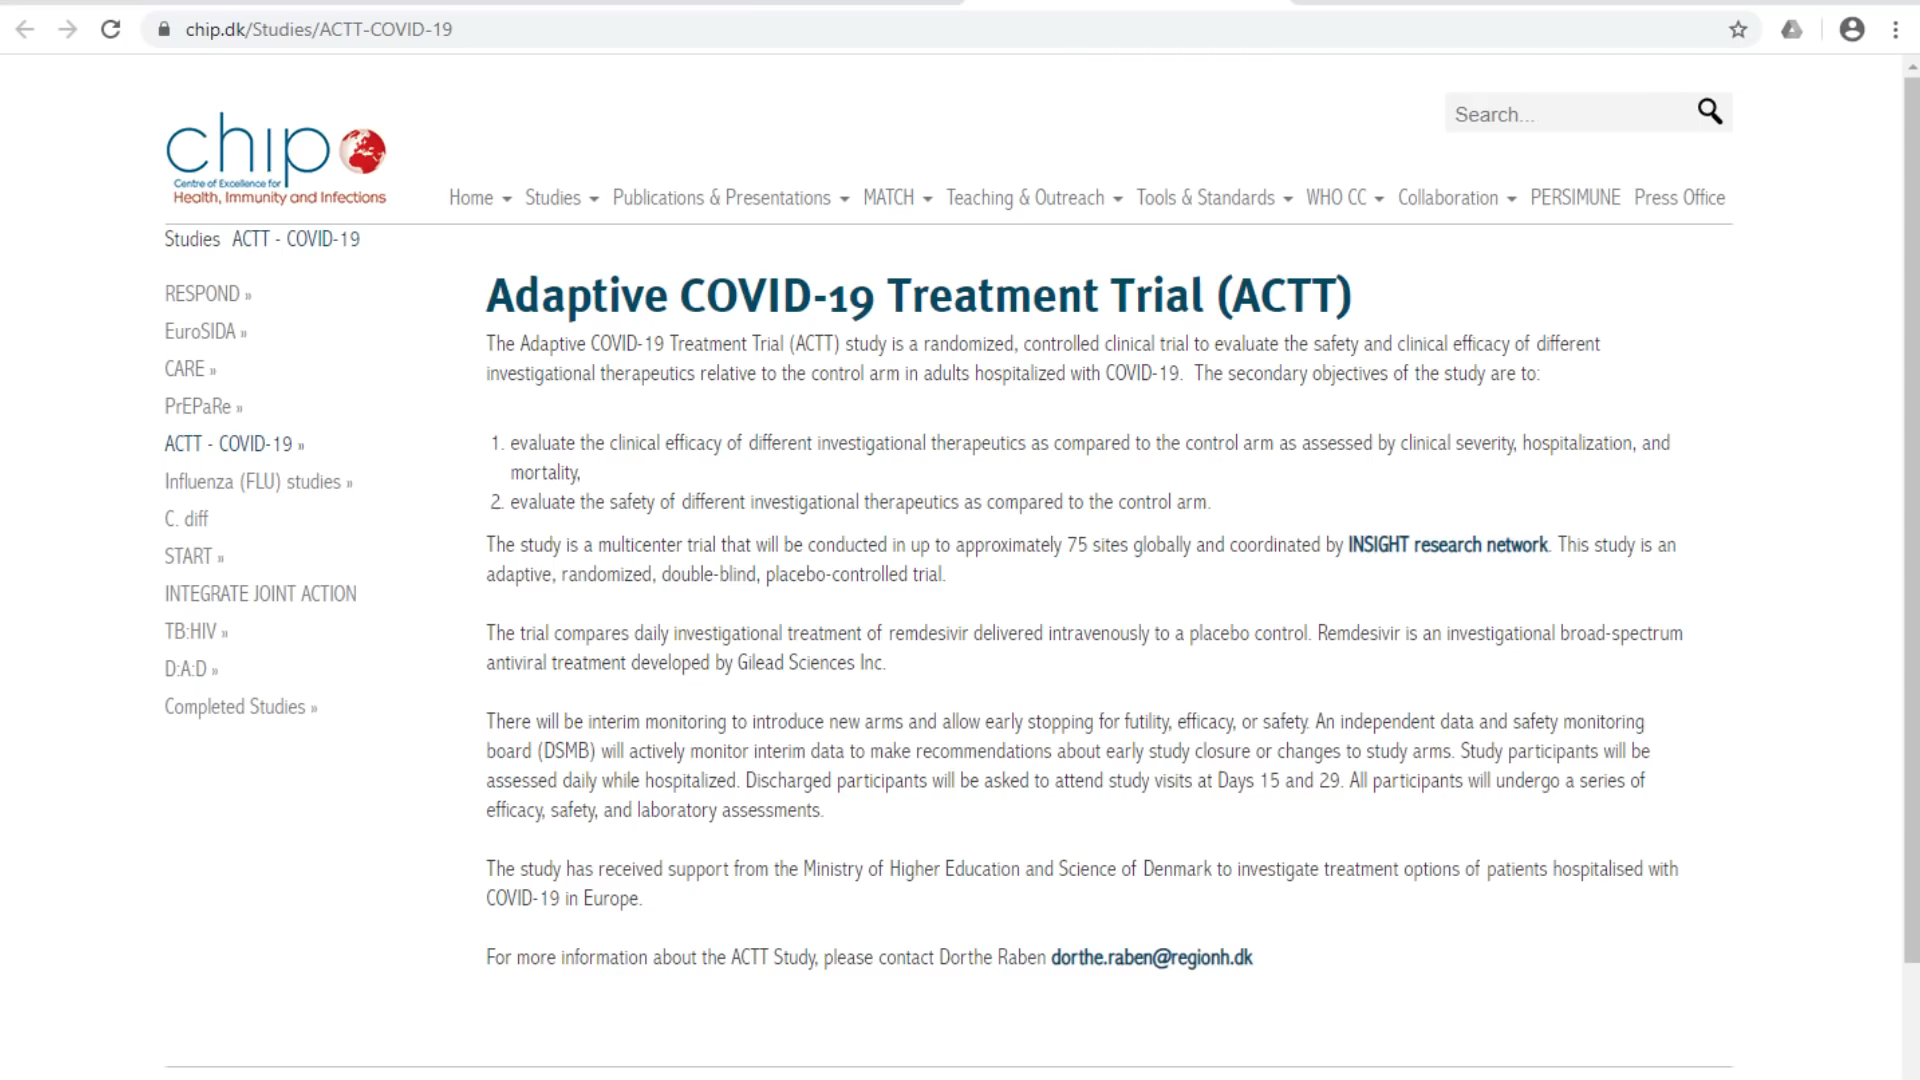 chip.dk/Studies/ACTT-COVID-19
Search...
chip
Centre of Excellence for
Health, Immunity and Infections
Home Studies Publications & Presentations MATCH Teaching & Outreach Tools & Standards WHO CC Collaboration PERSIMUNE Press Office
Studies ACTT - COVID-19
RESPOND »
EuroSIDA »
CARE »
PrEPaRe »
ACTT - COVID-19 »
Influenza (FLU) studies »
C. diff
START »
INTEGRATE JOINT ACTION
TB:HIV »
D:A:D »
Completed Studies »
Adaptive COVID-19 Treatment Trial (ACTT)
The Adaptive COVID-19 Treatment Trial (ACTT) study is a randomized, controlled clinical trial to evaluate the safety and clinical efficacy of different
investigational therapeutics relative to the control arm in adults hospitalized with COVID-19. The secondary objectives of the study are to:
1. evaluate the clinical efficacy of different investigational therapeutics as compared to the control arm as assessed by clinical severity, hospitalization, and
mortality,
2. evaluate the safety of different investigational therapeutics as compared to the control arm.
The study is a multicenter trial that will be conducted in up to approximately 75 sites globally and coordinated by INSIGHT research network. This study is an
adaptive, randomized, double-blind, placebo-controlled trial.
The trial compares daily investigational treatment of remdesivir delivered intravenously to a placebo control. Remdesivir is an investigational broad-spectrum
antiviral treatment developed by Gilead Sciences Inc.
There will be interim monitoring to introduce new arms and allow early stopping for futility, efficacy, or safety. An independent data and safety monitoring
board (DSMB) will actively monitor interim data to make recommendations about early study closure or changes to study arms. Study participants will be
assessed daily while hospitalized. Discharged participants will be asked to attend study visits at Days 15 and 29. All participants will undergo a series of
efficacy, safety, and laboratory assessments.
The study has received support from the Ministry of Higher Education and Science of Denmark to investigate treatment options of patients hospitalised with
COVID-19 in Europe.
For more information about the ACTT Study, please contact Dorthe Raben dorthe.raben@regionh.dk